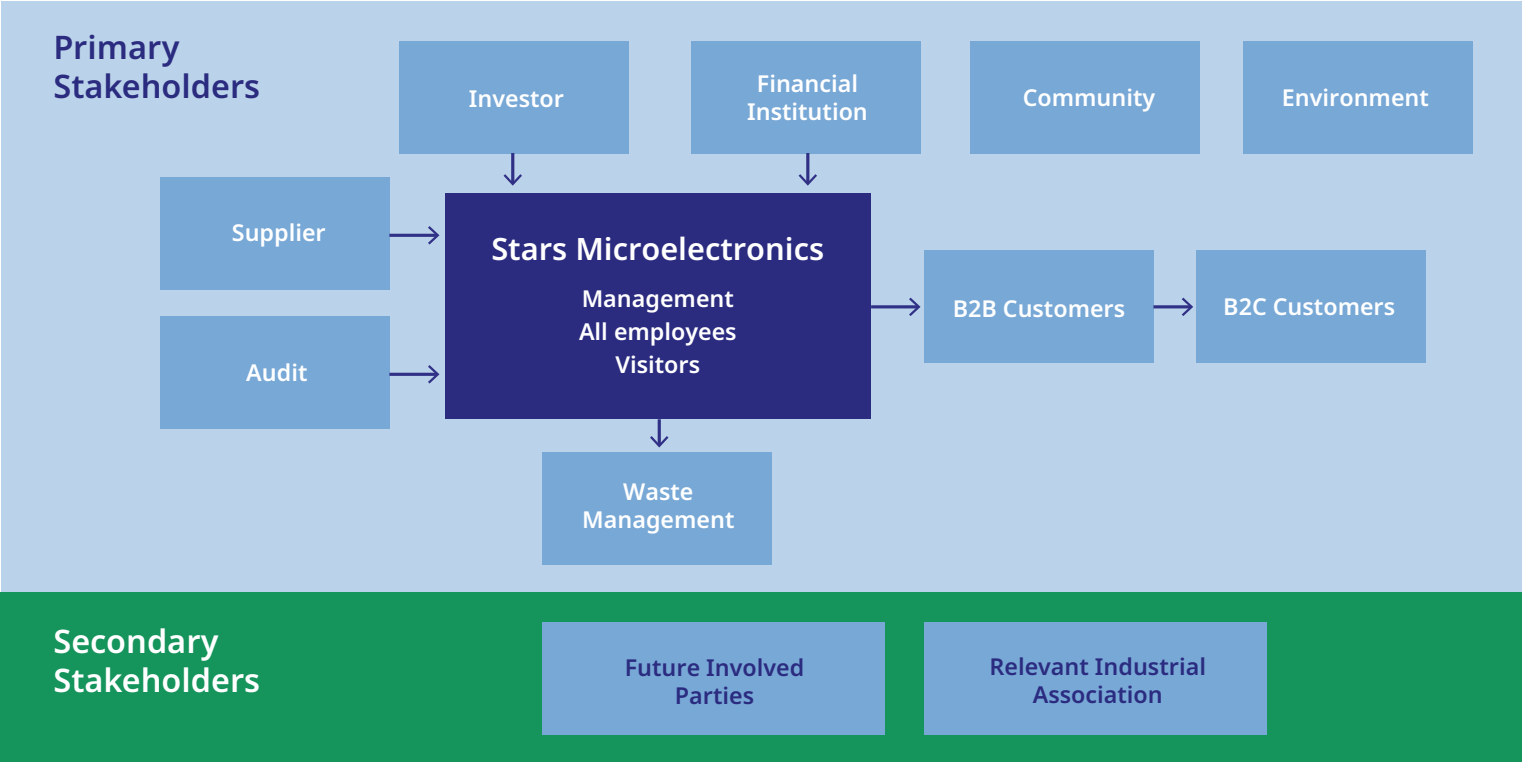 Primary
Stakeholders
Investor
Financial
Institution
Community
Environment
Supplier
Audit
Stars Microelectronics
Management
All employees
Visitors
B2B Customers
B2C Customers
Waste
Management
Secondary
Stakeholders
Future Involved
Parties
Relevant Industrial
Association